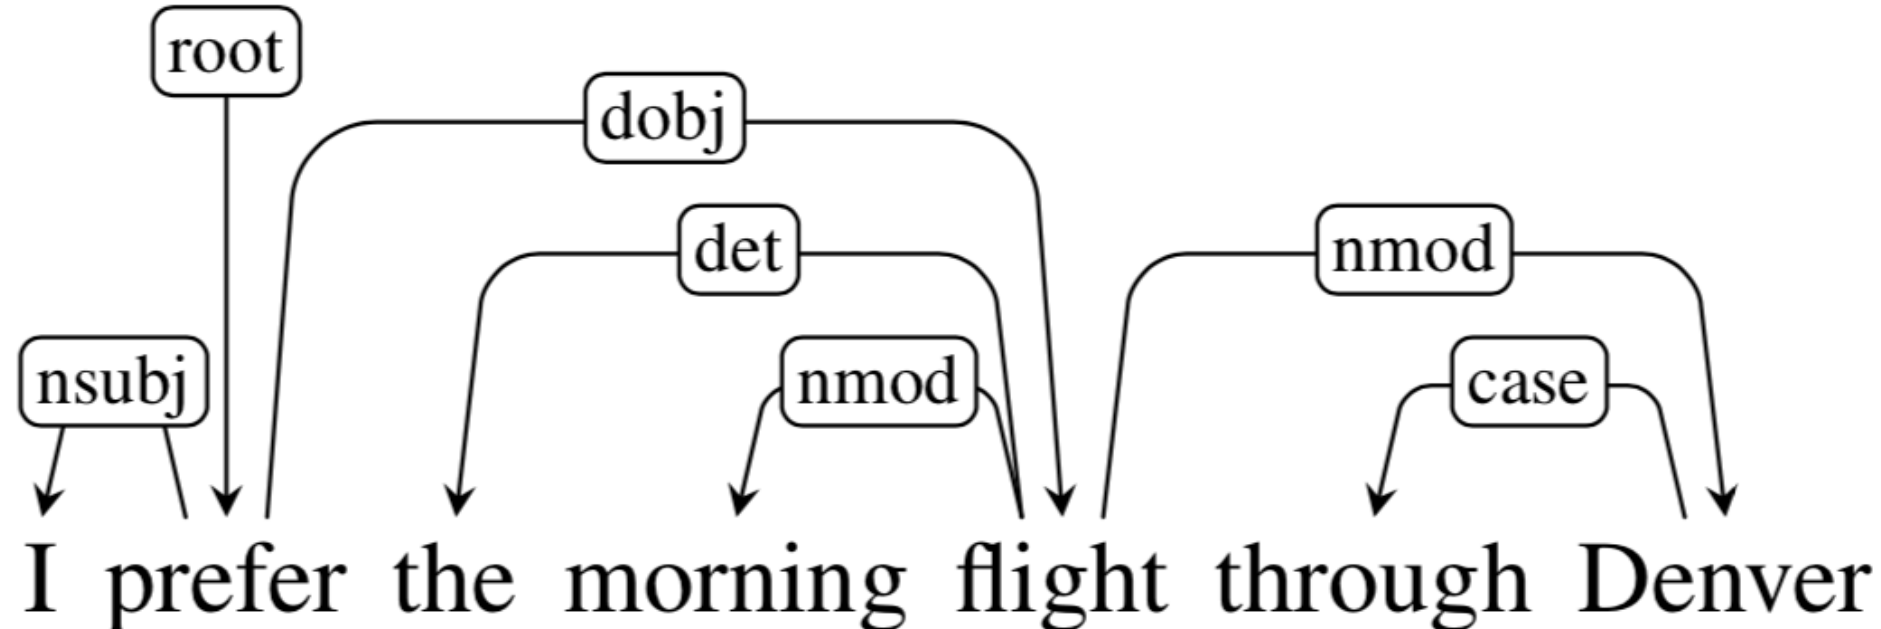 root
dobj
det nmod
nsubj nmod case
I prefer the morning flight through Denver